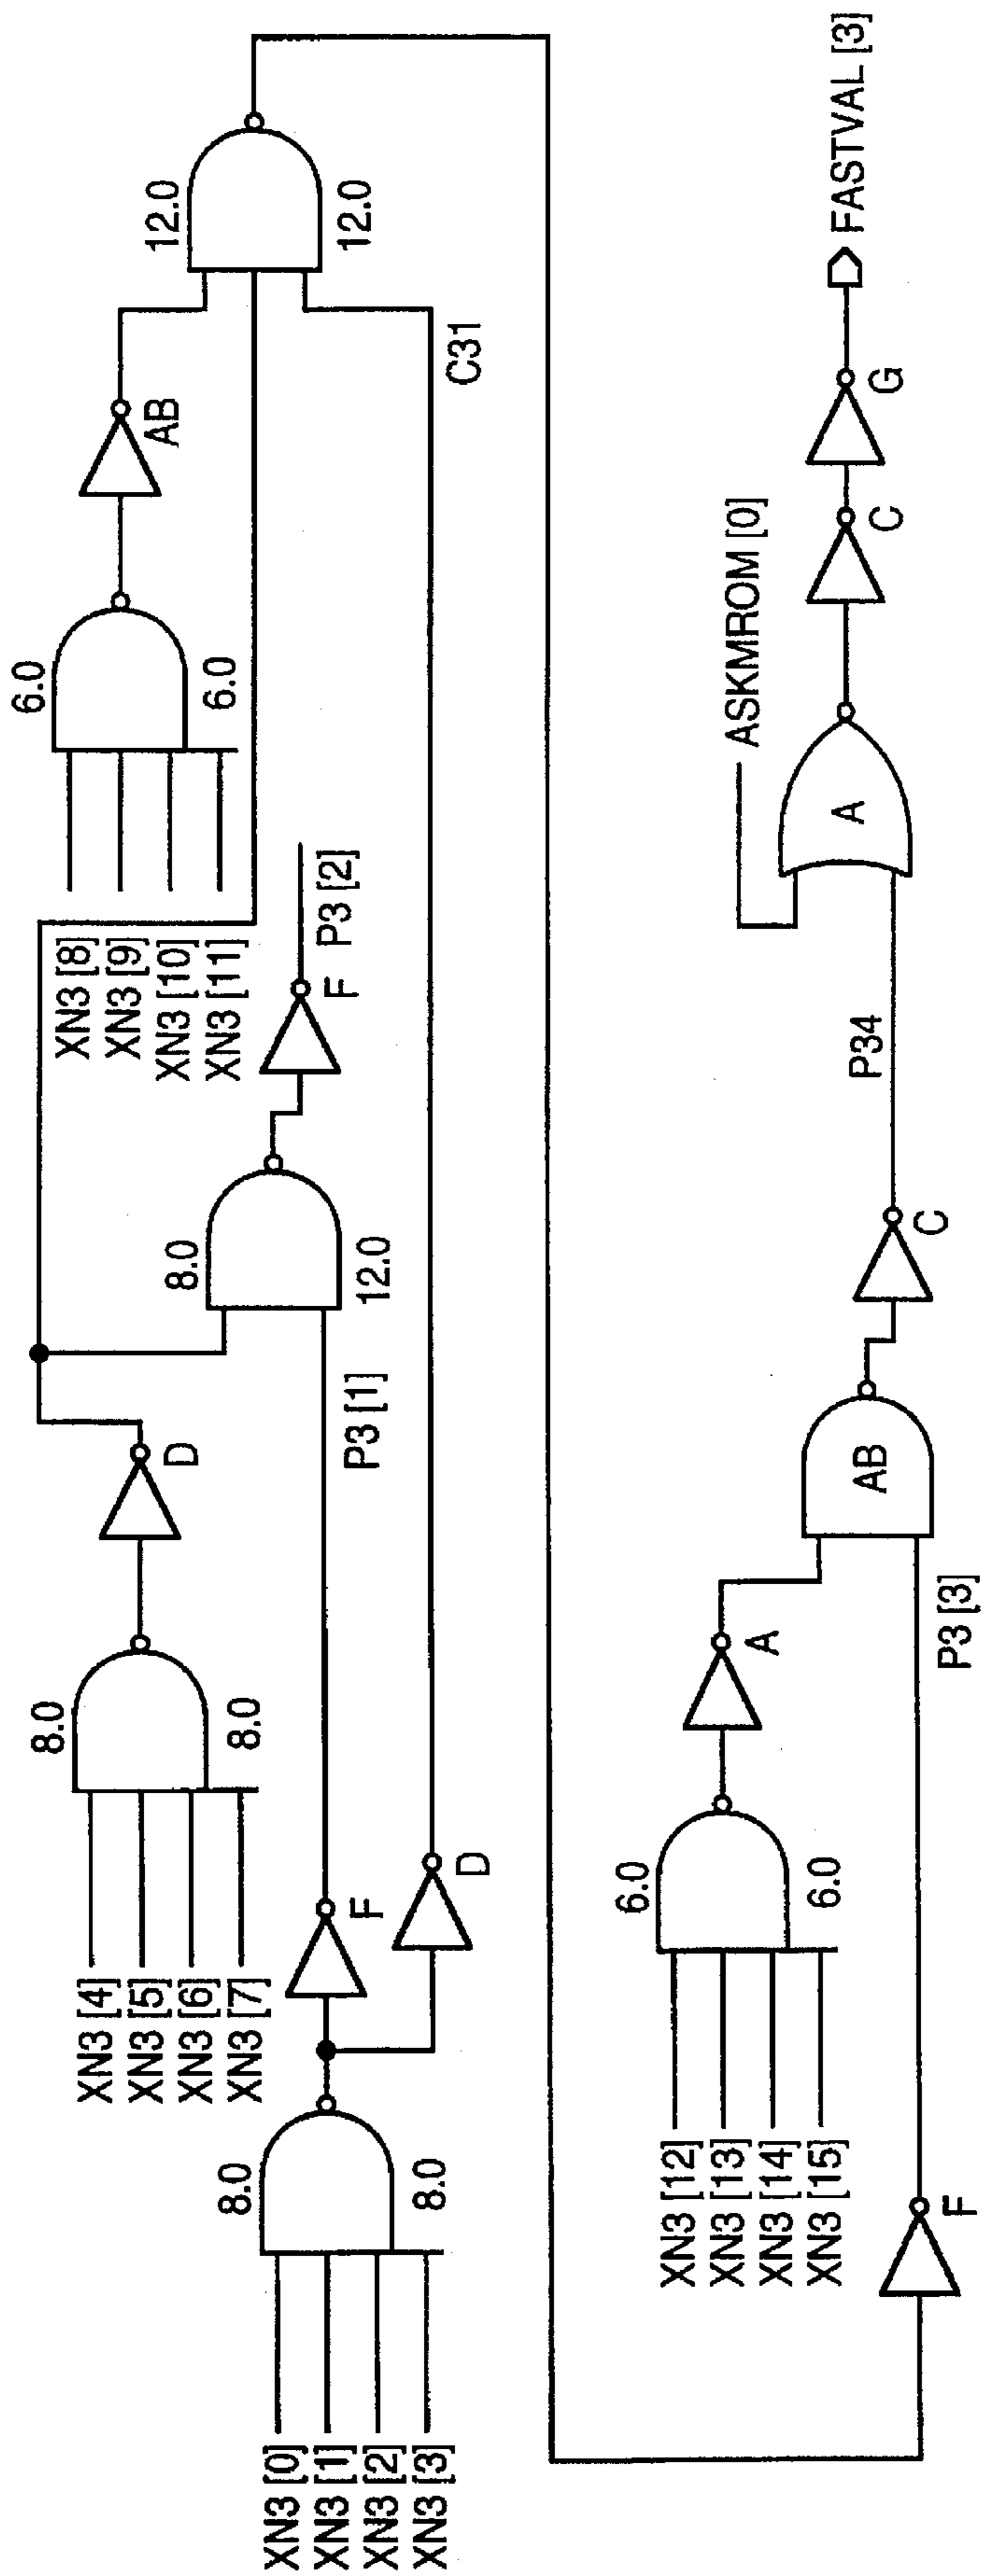 XN3 [0]
XN3 [1]
XN3 [2]
XN3 [3]
8.0
8.0
F
D
XN3 [4]
XN3 [5]
XN3 [6]
XN3 [7]
8.0
8.0
D
P3 [1]
8.0
12.0
F
P3 [2]
XN3 [8]
XN3 [9]
XN3 [10]
XN3 [11]
6.0
6.0
AB
C31
12.0
12.0
F
P3 [3]
XN3 [12]
XN3 [13]
XN3 [14]
XN3 [15]
6.0
6.0
A
AB
C
P34
A
ASKMROM [0]
C
G
FASTVAL [3]